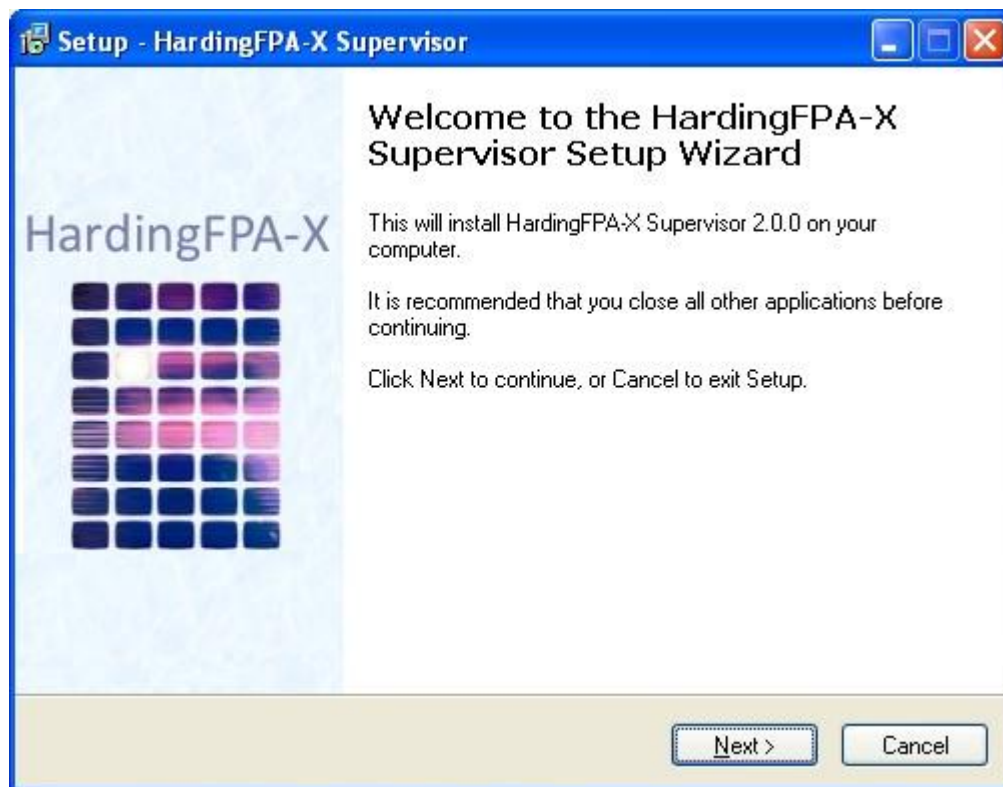 Setup - HardingFPA-X Supervisor
Welcome to the HardingFPA-X
Supervisor Setup Wizard
HardingFPA-X
This will install HardingFPA-X Supervisor 2.0.0 on your
computer.
It is recommended that you close all other applications before
continuing.
Click Next to continue, or Cancel to exit Setup.
Next >
Cancel